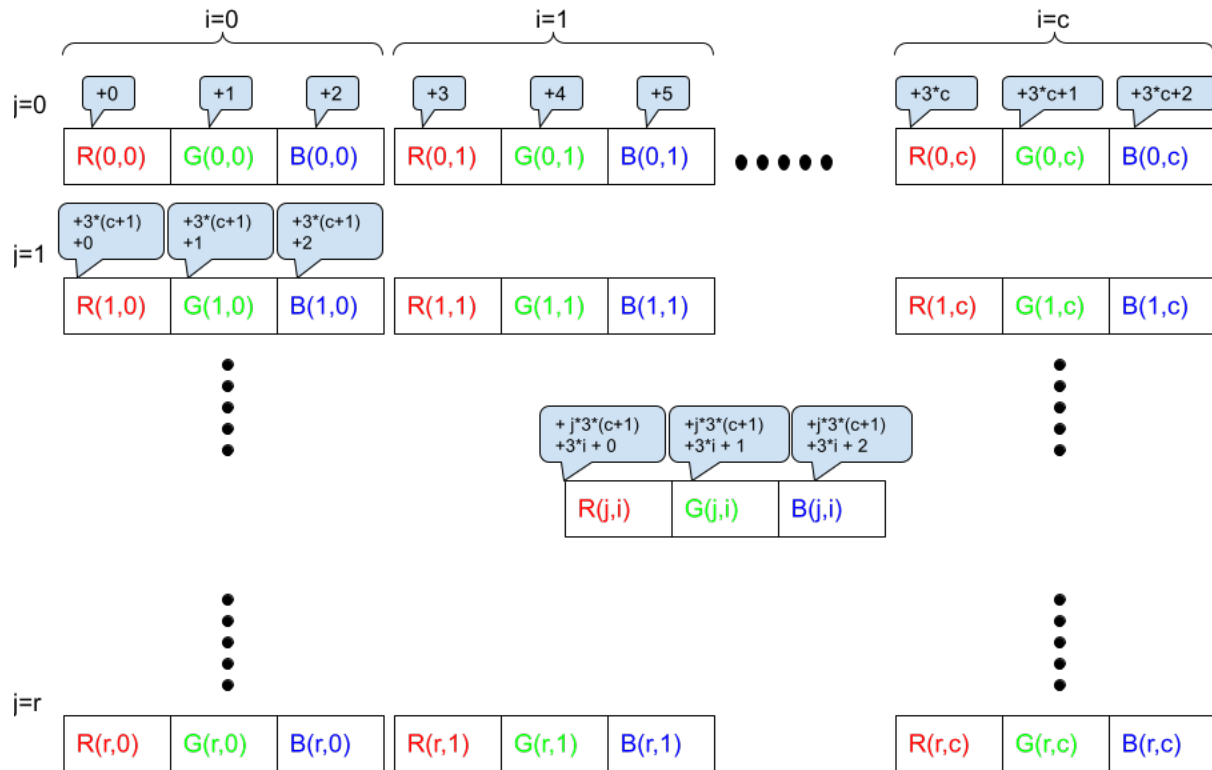 i=0 i=1 i=c
j=0
+0 +1 +2 +3 +4 +5 +3*c +3*c+1 +3*c+2
R(0,0) G(0,0) B(0,0) R(0,1) G(0,1) B(0,1) R(0,c) G(0,c) B(0,c)
j=1
+3*(c+1) +3*(c+1) +3*(c+1)
+0 +1 +2
R(1,0) G(1,0) B(1,0) R(1,1) G(1,1) B(1,1) R(1,c) G(1,c) B(1,c)
+ j*3*(c+1) +j*3*(c+1) +j*3*(c+1)
+3*i + 0 +3*i + 1 +3*i + 2
R(j,i) G(j,i) B(j,i)
j=r
R(r,0) G(r,0) B(r,0) R(r,1) G(r,1) B(r,1) R(r,c) G(r,c) B(r,c)